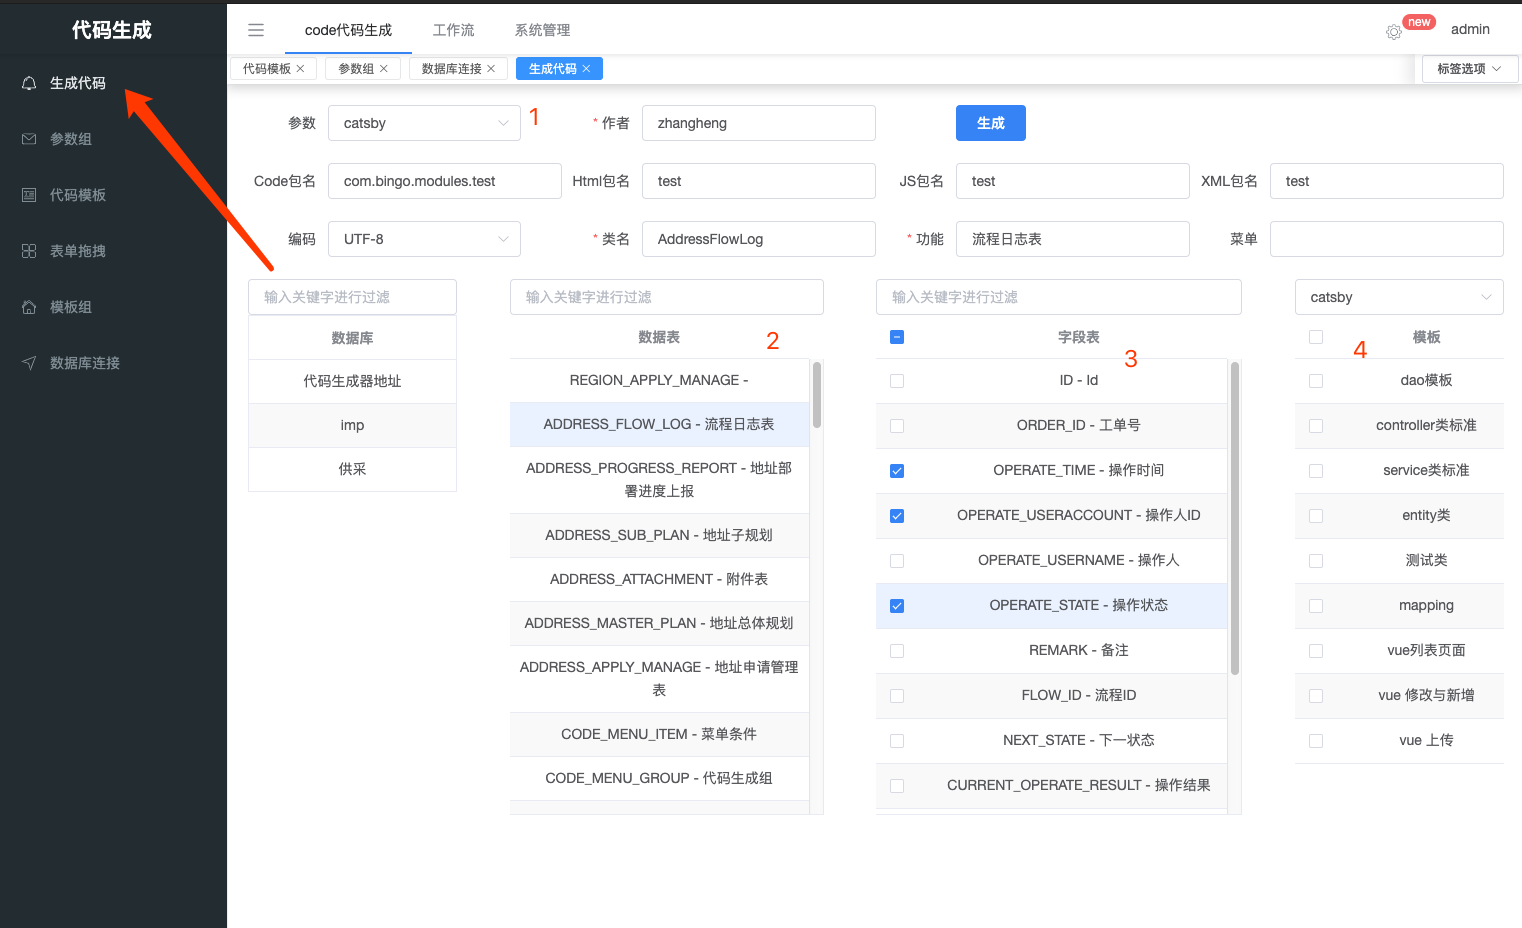 代码生成
生成代码
参数组
代码模板
表单拖拽
模板组
数据库连接
code代码生成 工作流 系统管理 new admin
代码模板 参数组 数据库连接 生成代码 标签选项
参数 catsby 1 * 作者 zhangheng 生成
Code包名 com.bingo.modules.test Html包名 test JS包名 test XML包名 test
编码 UTF-8 * 类名 AddressFlowLog * 功能 流程日志表 菜单
输入关键字进行过滤
数据库
代码生成器地址
imp
供采
输入关键字进行过滤
数据表 2
REGION_APPLY_MANAGE -
ADDRESS_FLOW_LOG - 流程日志表
ADDRESS_PROGRESS_REPORT - 地址部
署进度上报
ADDRESS_SUB_PLAN - 地址子规划
ADDRESS_ATTACHMENT - 附件表
ADDRESS_MASTER_PLAN - 地址总体规划
ADDRESS_APPLY_MANAGE - 地址申请管理
表
CODE_MENU_ITEM - 菜单条件
CODE_MENU_GROUP - 代码生成组
输入关键字进行过滤
字段表 3
ID - Id
ORDER_ID - 工单号
OPERATE_TIME - 操作时间
OPERATE_USERACCOUNT - 操作人ID
OPERATE_USERNAME - 操作人
OPERATE_STATE - 操作状态
REMARK - 备注
FLOW_ID - 流程ID
NEXT_STATE - 下一状态
CURRENT_OPERATE_RESULT - 操作结果
catsby
4 模板
dao模板
controller类标准
service类标准
entity类
测试类
mapping
vue列表页面
vue 修改与新增
vue 上传